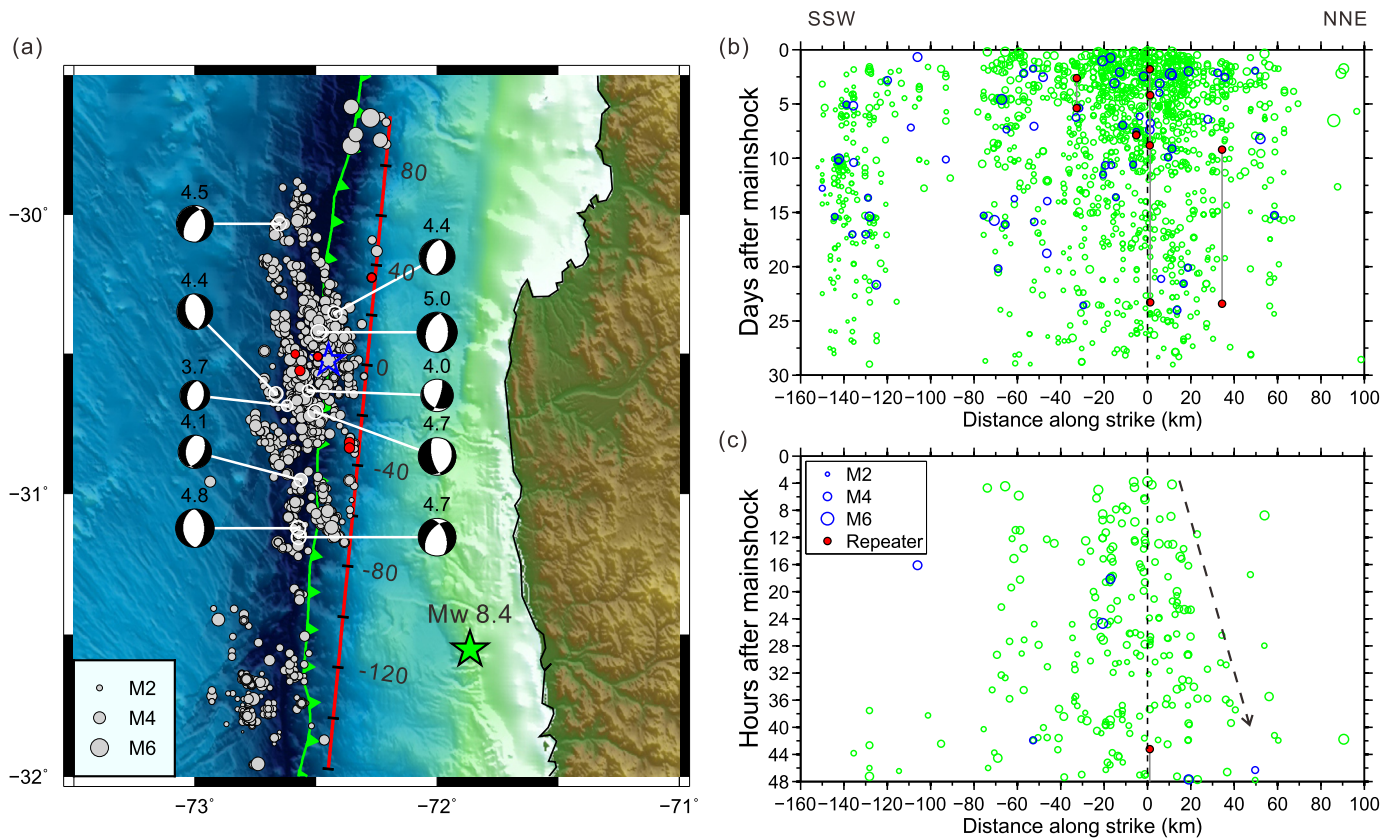 (a)
−30°
−31°
−32°
−73°
−72°
−71°
4.5
4.4
3.7
4.1
4.8
4.4
5.0
4.0
4.7
4.7
80
40
0
-40
-80
-120
Mw 8.4
M2
M4
M6
SSW NNE
(b)
Days after mainshock
0
5
10
15
20
25
30
−160 −140 −120 −100 −80 −60 −40 −20 0 20 40 60 80 100
Distance along strike (km)
(c)
Hours after mainshock
0
4
8
12
16
20
24
28
32
36
40
44
48
M2
M4
M6
Repeater
−160 −140 −120 −100 −80 −60 −40 −20 0 20 40 60 80 100
Distance along strike (km)